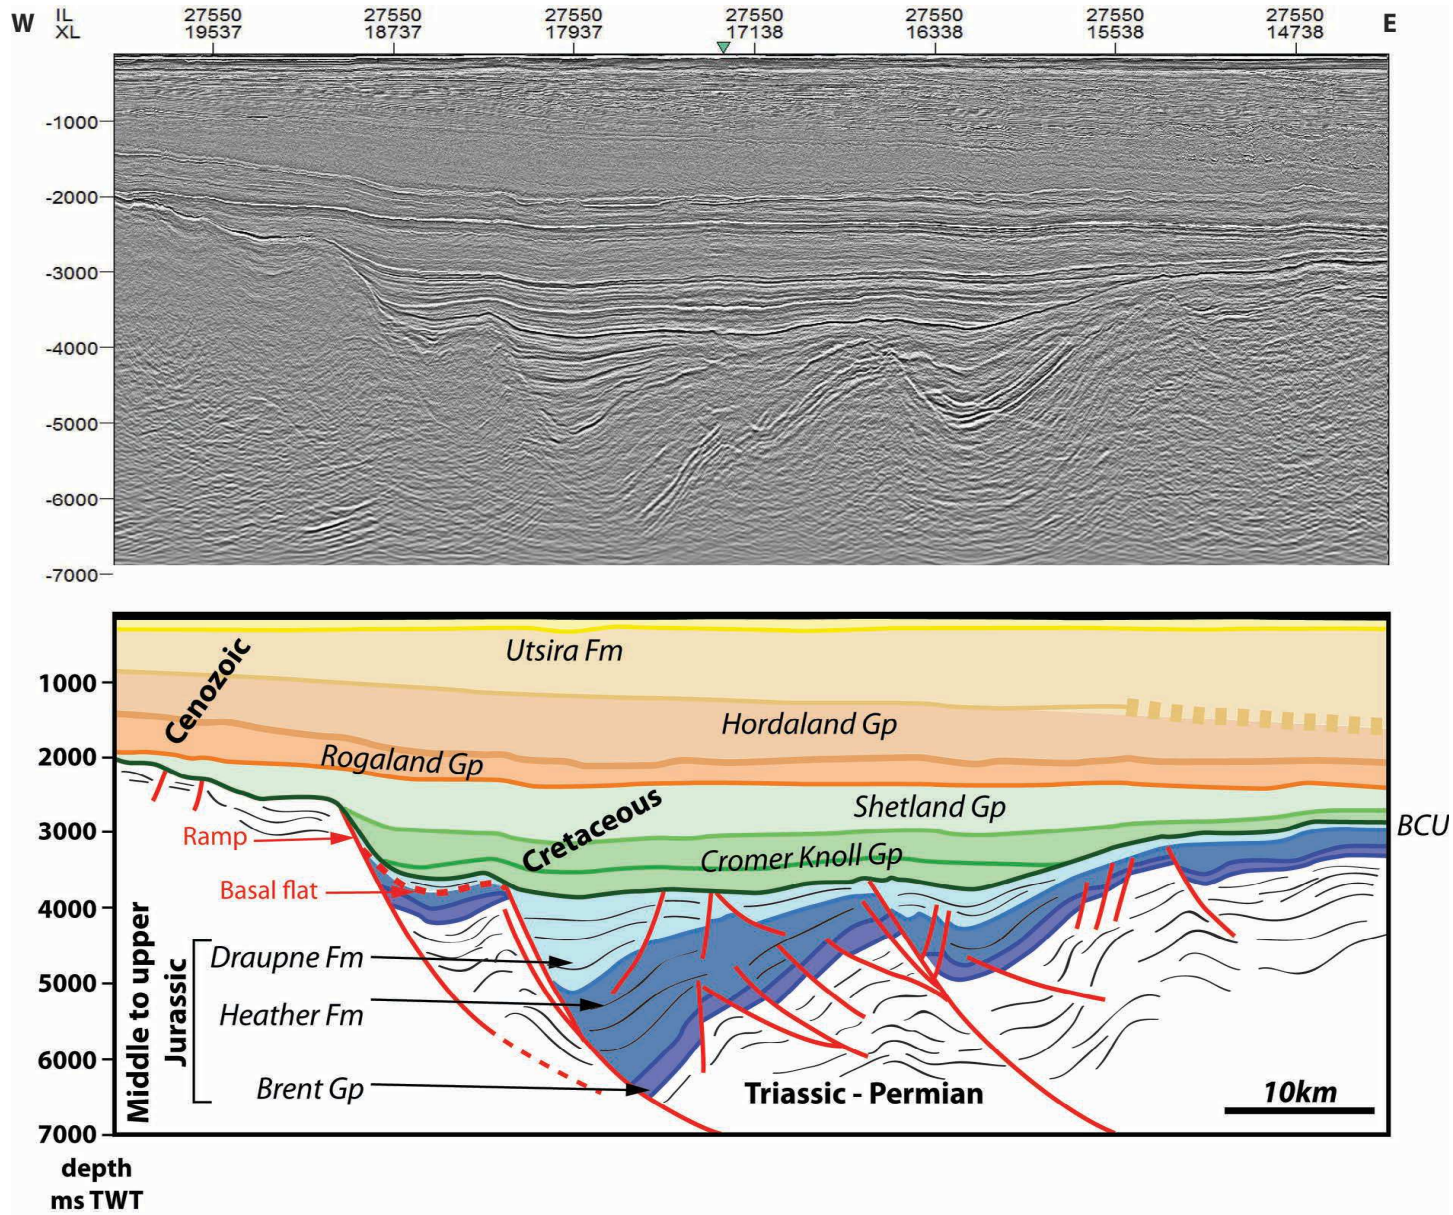 W
IL 27550 27550 27550 27550 27550 27550 27550
XL 19537 18737 17937 17138 16338 15538 14738
E
-1000
-2000
-3000
-4000
-5000
-6000
-7000
Cenozoic
Utsira Fm
1000
Hordaland Gp
2000
Rogaland Gp
Cretaceous
Shetland Gp
3000
BCU
Ramp
Cromer Knoll Gp
Basal flat
4000
Middle to upper
Jurassic
Draupne Fm
5000
Heather Fm
6000
Brent Gp
Triassic - Permian
10km
7000
depth
ms TWT